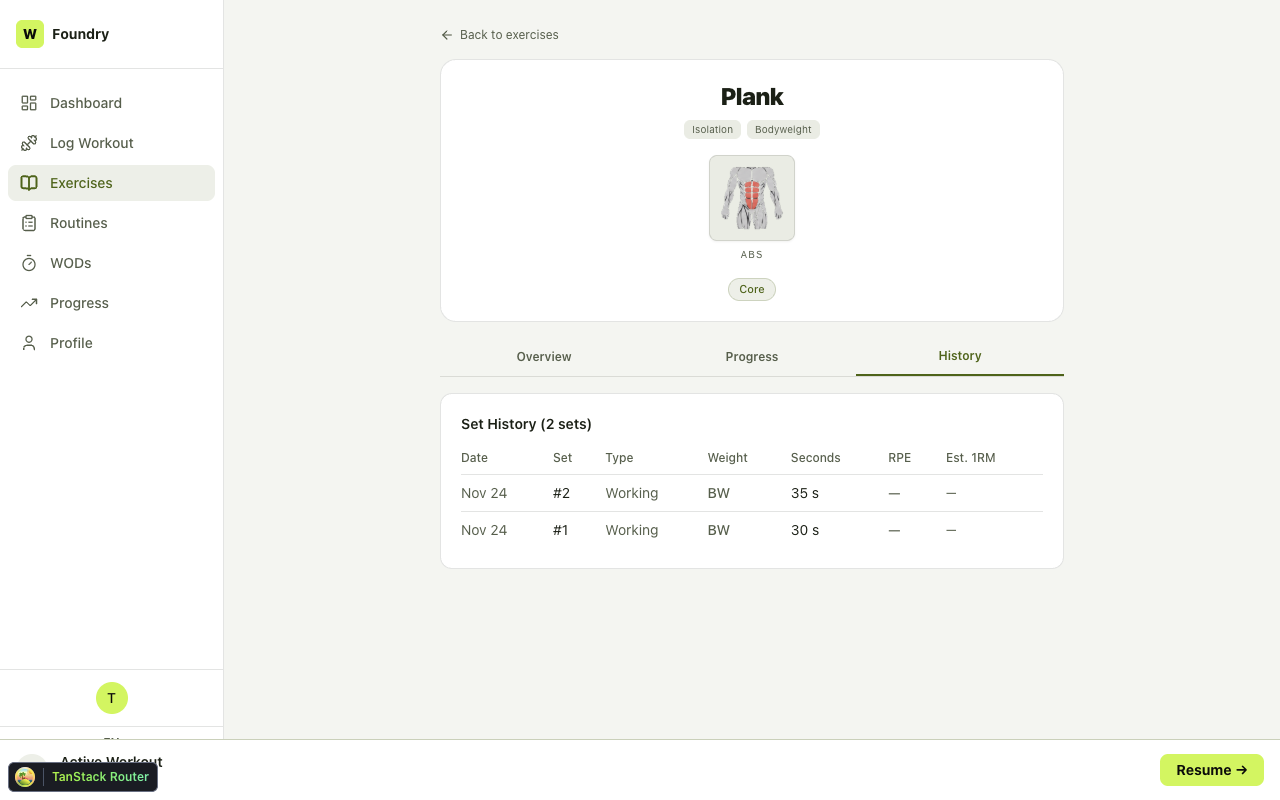 W Foundry
Dashboard
Log Workout
Exercises
Routines
WODs
Progress
Profile
T
Back to exercises
Plank
Isolation Bodyweight
ABS
Core
Overview Progress History
Set History (2 sets)
Date Set Type Weight Seconds RPE Est. 1RM
Nov 24 #2 Working BW 35 s — —
Nov 24 #1 Working BW 30 s — —
Active Workout
TanStack Router
Resume →